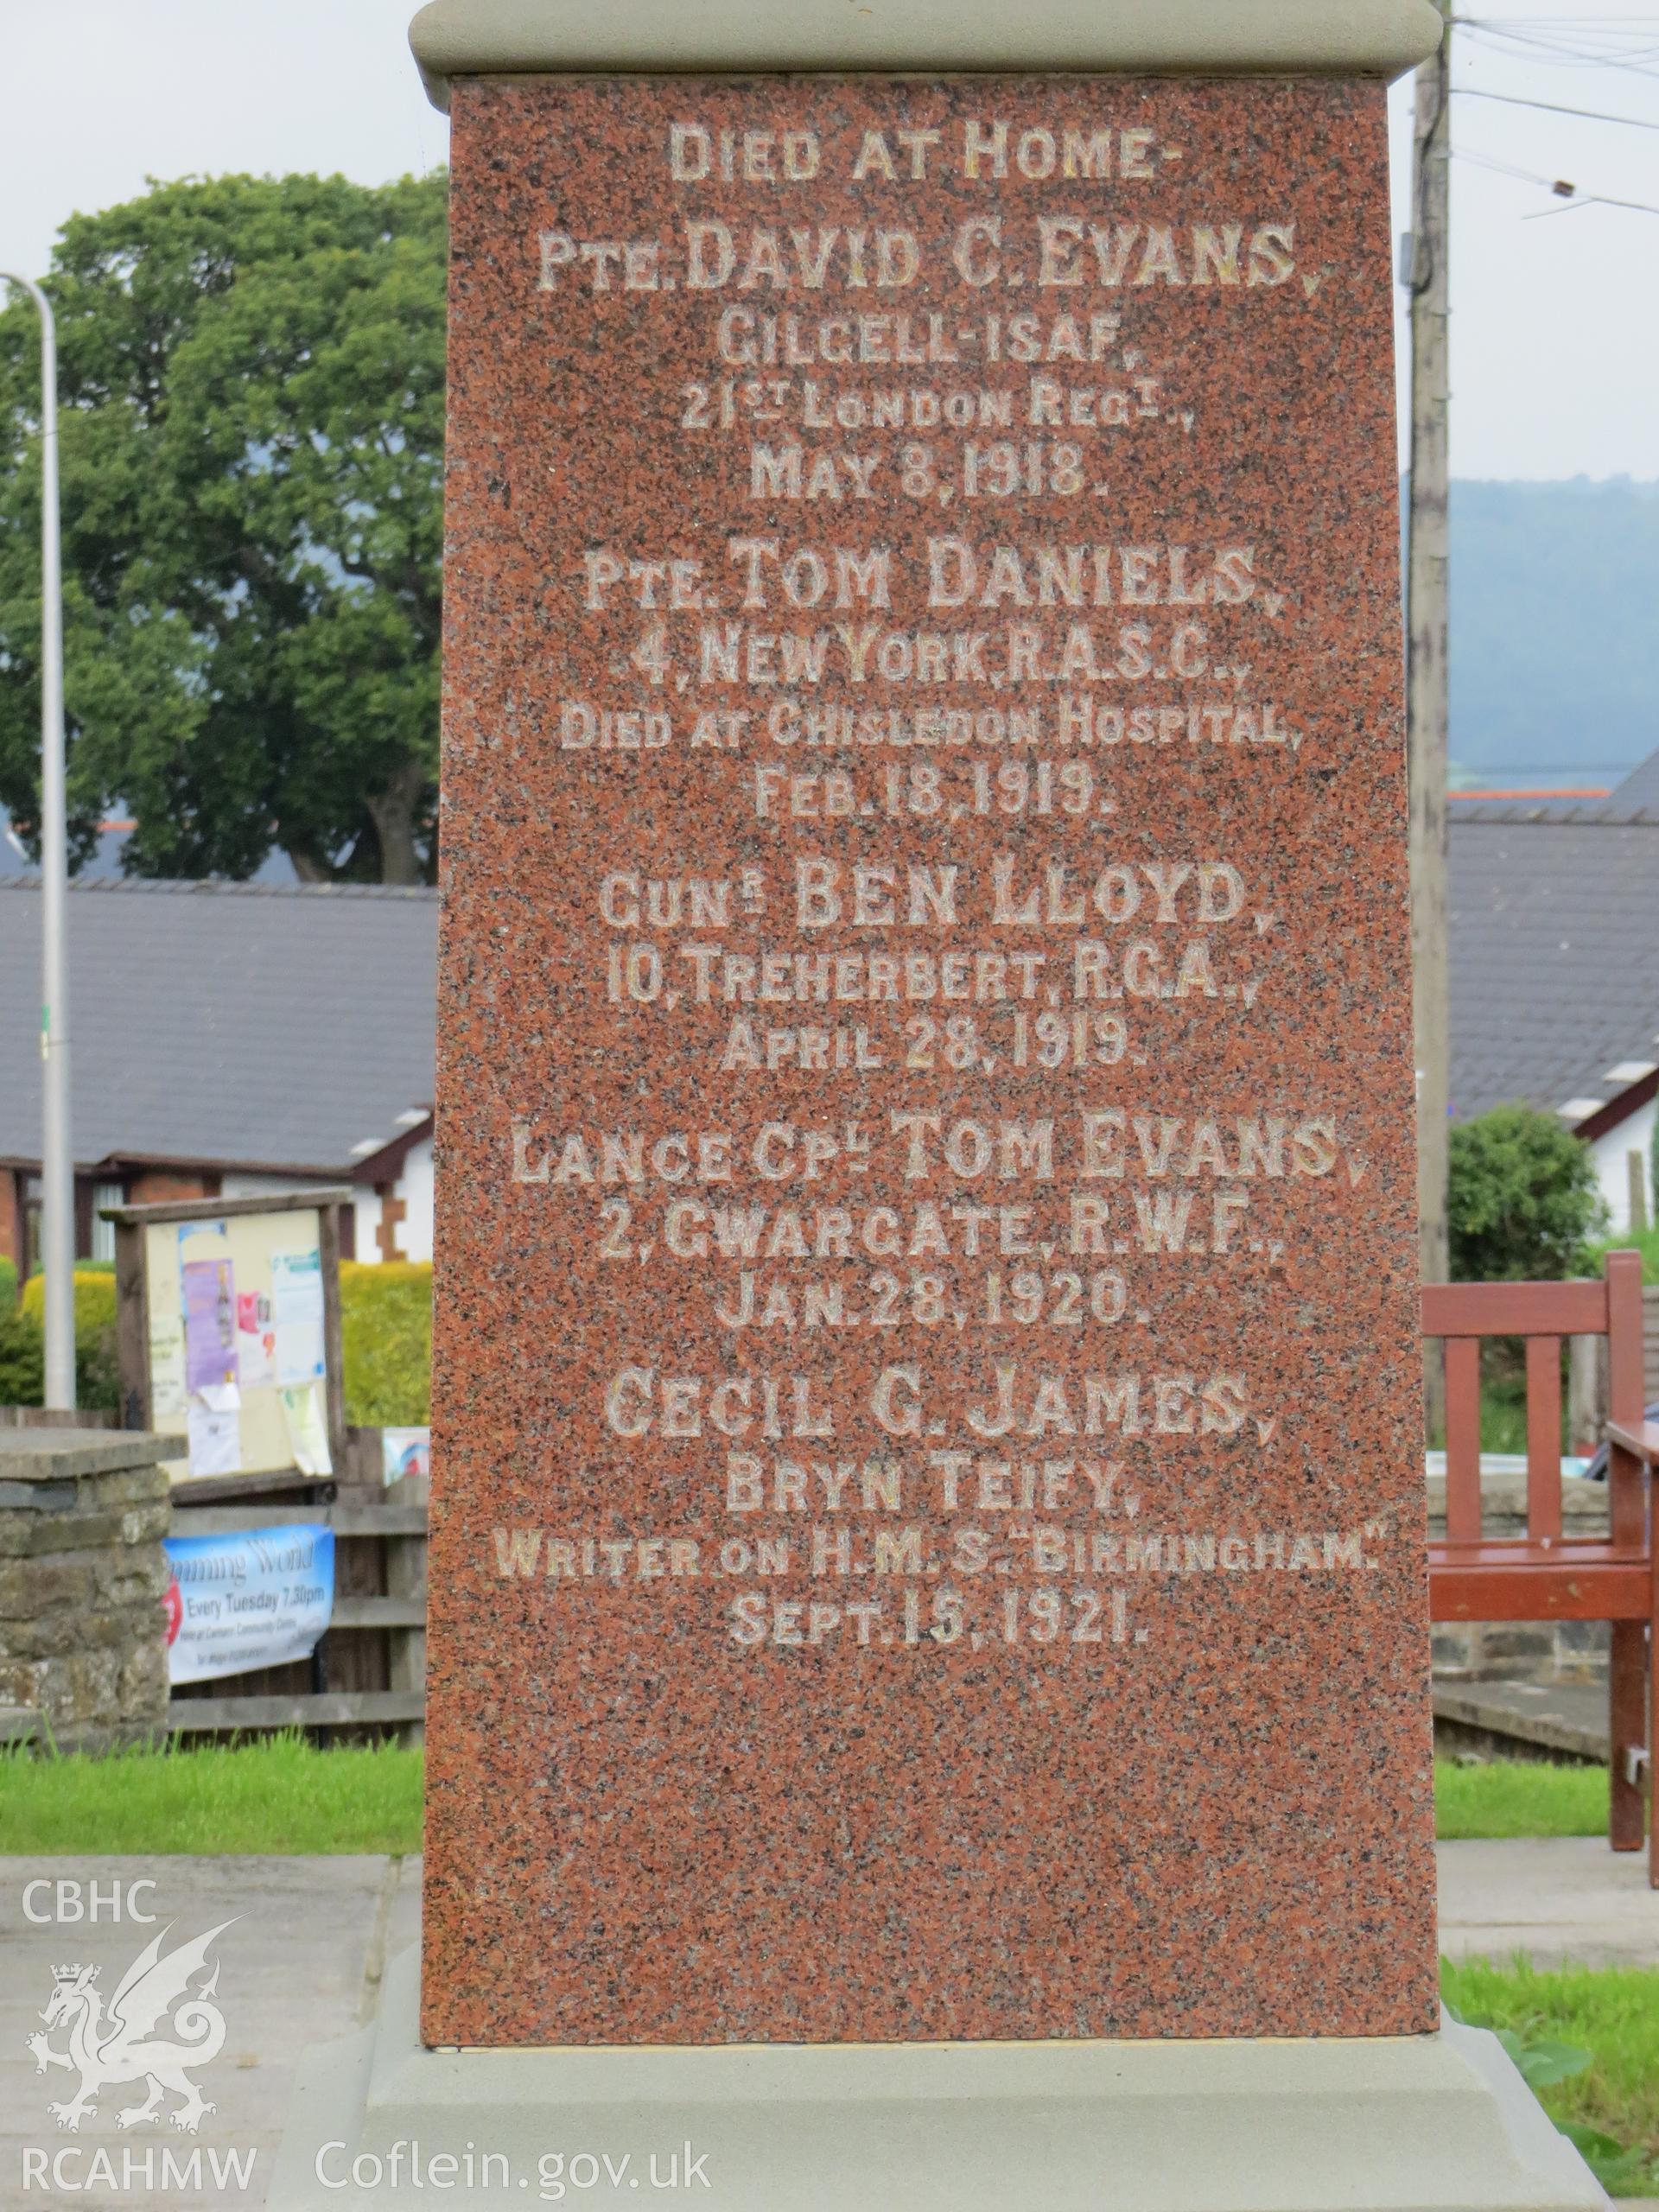 DIED AT HOME-
PTE. DAVID C. EVANS,
GILGELL-ISAF,
21ST LONDON REGT.,
MAY 8, 1918.
PTE. TOM DANIELS,
4, NEW YORK, R.A.S.C.,
DIED AT CHISLEDON HOSPITAL,
FEB. 18, 1919.
GUNR BEN LLOYD,
10, TREHERBERT, R.G.A.,
APRIL 28, 1919.
LANCE CPL TOM EVANS,
2, GWARGATE, R.W.F.,
JAN. 28, 1920.
CECIL G. JAMES,
BRYN TEIFY,
WRITER ON H.M.S. "BIRMINGHAM."
SEPT. 15, 1921.
World
Every Tuesday 7.30pm
CBHC
RCAHMW
Coflein.gov.uk